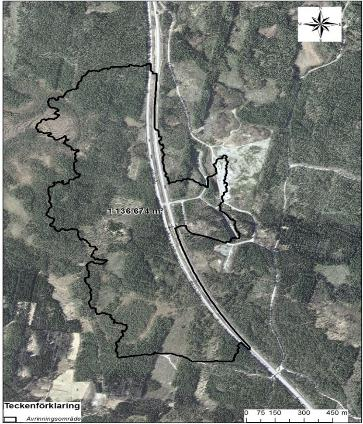 1 136 674 m²
Teckenförklaring
Avrinningsområde
0 75 150 300 450 m